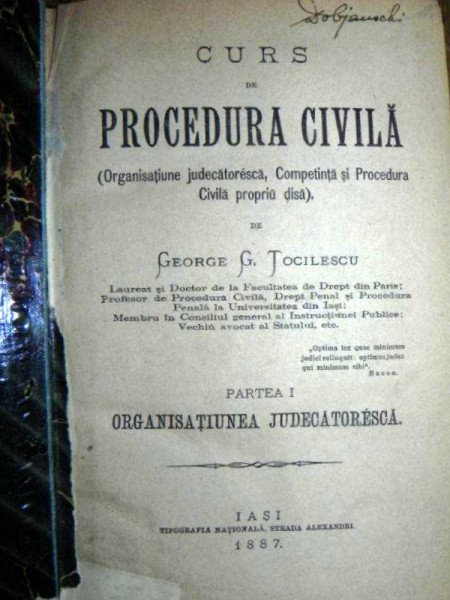 Dobjanschi
CURS
DE
PROCEDURA CIVILĂ
(Organisațiune judecătoréscă, Competință și Procedura
Civilă propriŭ ḑisă).
DE
GEORGE G. TOCILESCU
Laureat și Doctor de la Facultatea de Drept din Paris;
Profesor de Procedură Civilă, Drept Penal și Procedura
Penală la Universitatea din Iași;
Membru în Consiliul general al Instrucțiunei Publice;
Vechiŭ avocat al Statului, etc.
„Optima lex quae minimum
judici relinquit: optimus judex
qui minimum sibi".
Bacon.
PARTEA I
ORGANISAȚIUNEA JUDECĂTORÉSCĂ.
IAȘI
TIPOGRAFIA NAȚIONALĂ, STRADA ALEXANDRI.
1887.